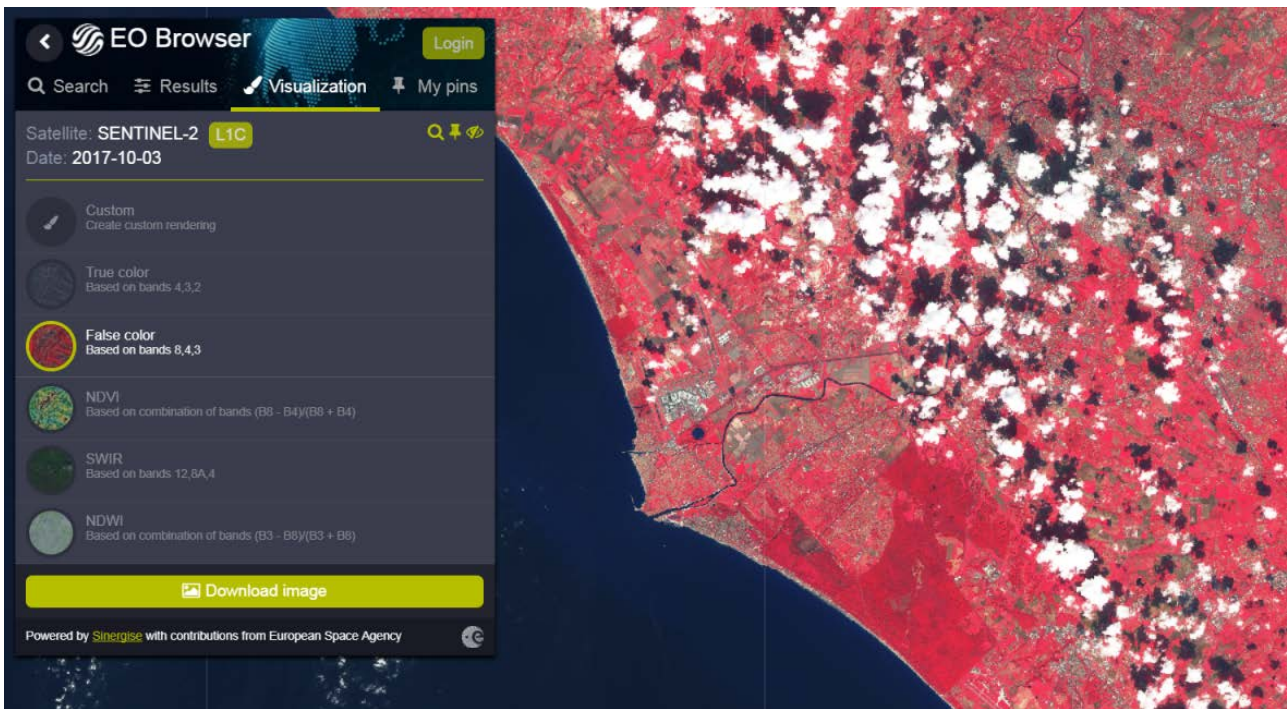 EO Browser
Login
Search
Results
Visualization
My pins
Satellite: SENTINEL-2 L1C
Date: 2017-10-03
Custom
Create custom rendering
True color
Based on bands 4,3,2
False color
Based on bands 8,4,3
NDVI
Based on combination of bands (B8 - B4)/(B8 + B4)
SWIR
Based on bands 12,8A,4
NDWI
Based on combination of bands (B3 - B8)/(B3 + B8)
Download image
Powered by Sinergise with contributions from European Space Agency